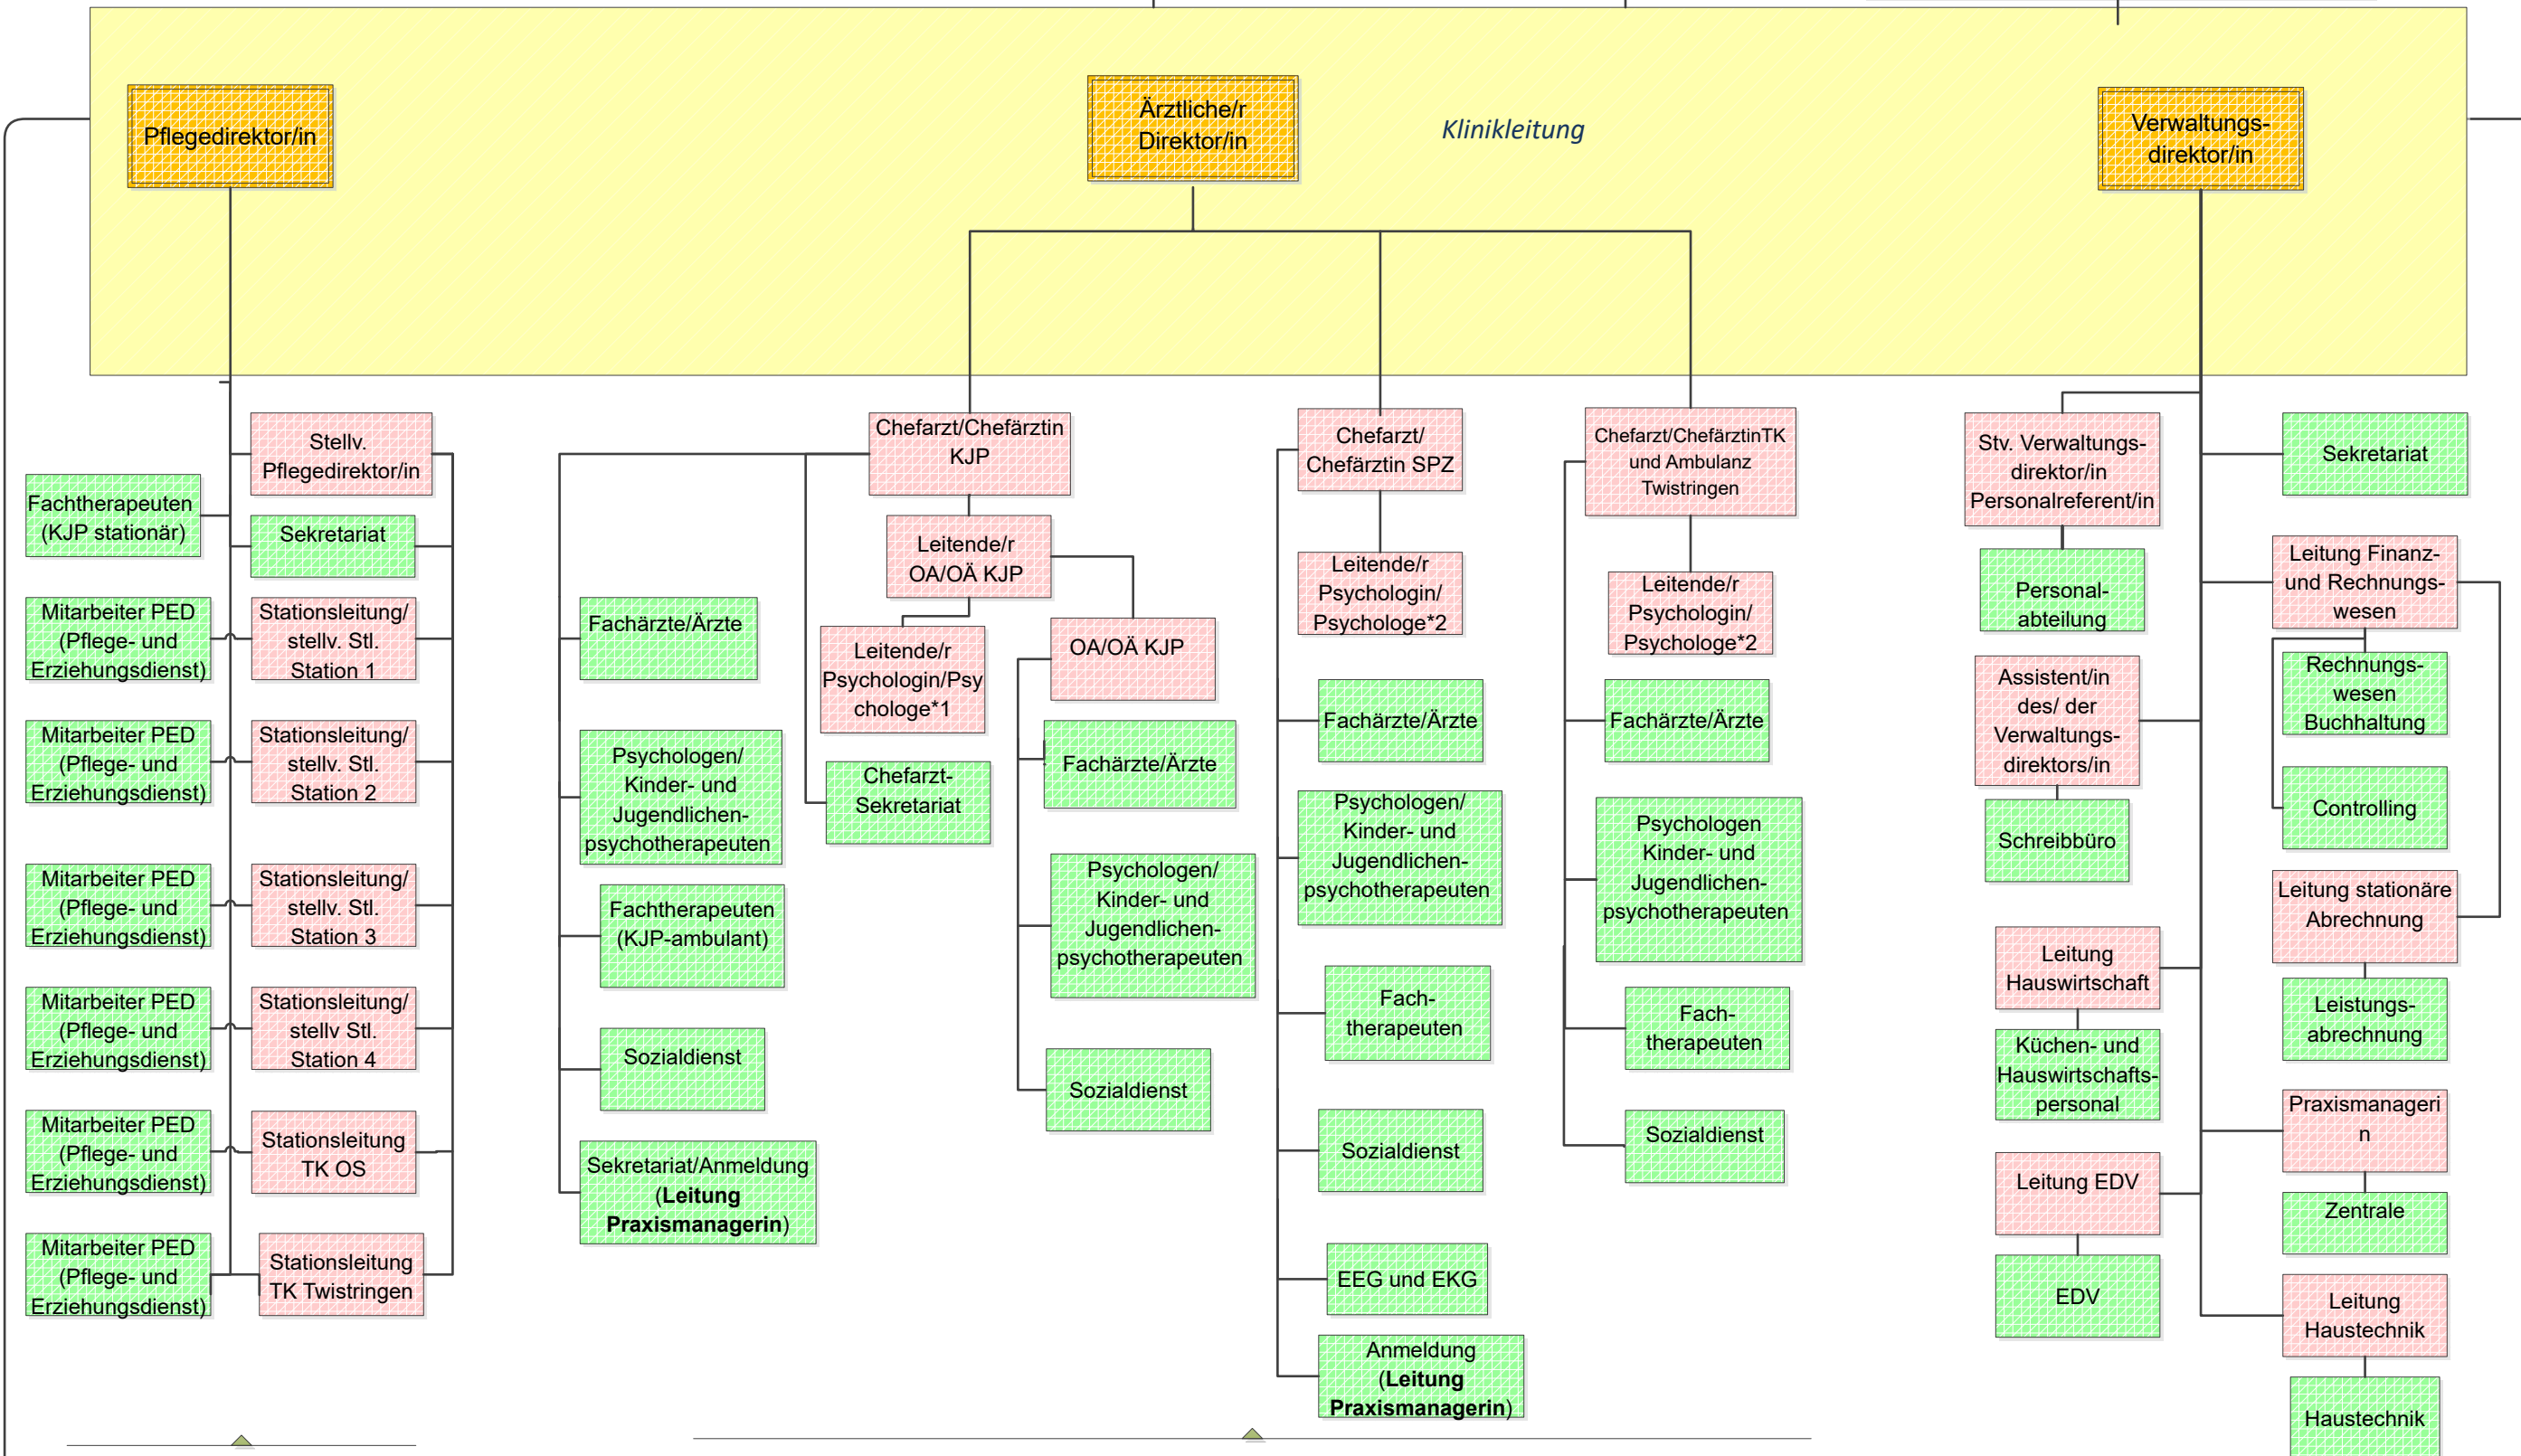 Pflegedirektor/in
Ärztliche/r
Direktor/in
Klinikleitung
Verwaltungs-
direktor/in
Stellv.
Pflegedirektor/in
Fachtherapeuten
(KJP stationär)
Sekretariat
Mitarbeiter PED
(Pflege- und
Erziehungsdienst)
Stationsleitung/
stellv. Stl.
Station 1
Mitarbeiter PED
(Pflege- und
Erziehungsdienst)
Stationsleitung/
stellv. Stl.
Station 2
Mitarbeiter PED
(Pflege- und
Erziehungsdienst)
Stationsleitung/
stellv. Stl.
Station 3
Mitarbeiter PED
(Pflege- und
Erziehungsdienst)
Stationsleitung/
stellv Stl.
Station 4
Mitarbeiter PED
(Pflege- und
Erziehungsdienst)
Stationsleitung
TK OS
Mitarbeiter PED
(Pflege- und
Erziehungsdienst)
Stationsleitung
TK Twistringen
Chefarzt/Chefärztin
KJP
Leitende/r
OA/OÄ KJP
Leitende/r
Psychologin/Psy
chologe*1
OA/OÄ KJP
Fachärzte/Ärzte
Psychologen/
Kinder- und
Jugendlichen-
psychotherapeuten
Fachtherapeuten
(KJP-ambulant)
Sozialdienst
Sekretariat/Anmeldung
(Leitung
Praxismanagerin)
Chefarzt-
Sekretariat
Fachärzte/Ärzte
Psychologen/
Kinder- und
Jugendlichen-
psychotherapeuten
Sozialdienst
Chefarzt/
Chefärztin SPZ
Leitende/r
Psychologin/
Psychologe*2
Fachärzte/Ärzte
Psychologen/
Kinder- und
Jugendlichen-
psychotherapeuten
Fach-
therapeuten
Sozialdienst
EEG und EKG
Anmeldung
(Leitung
Praxismanagerin)
Chefarzt/ChefärztinTK
und Ambulanz
Twistringen
Leitende/r
Psychologin/
Psychologe*2
Fachärzte/Ärzte
Psychologen
Kinder- und
Jugendlichen-
psychotherapeuten
Fach-
therapeuten
Sozialdienst
Stv. Verwaltungs-
direktor/in
Personalreferent/in
Personal-
abteilung
Assistent/in
des/ der
Verwaltungs-
direktors/in
Schreibbüro
Leitung
Hauswirtschaft
Küchen- und
Hauswirtschafts-
personal
Leitung EDV
EDV
Sekretariat
Leitung Finanz-
und Rechnungs-
wesen
Rechnungs-
wesen
Buchhaltung
Controlling
Leitung stationäre
Abrechnung
Leistungs-
abrechnung
Praxismanageri
n
Zentrale
Leitung
Haustechnik
Haustechnik